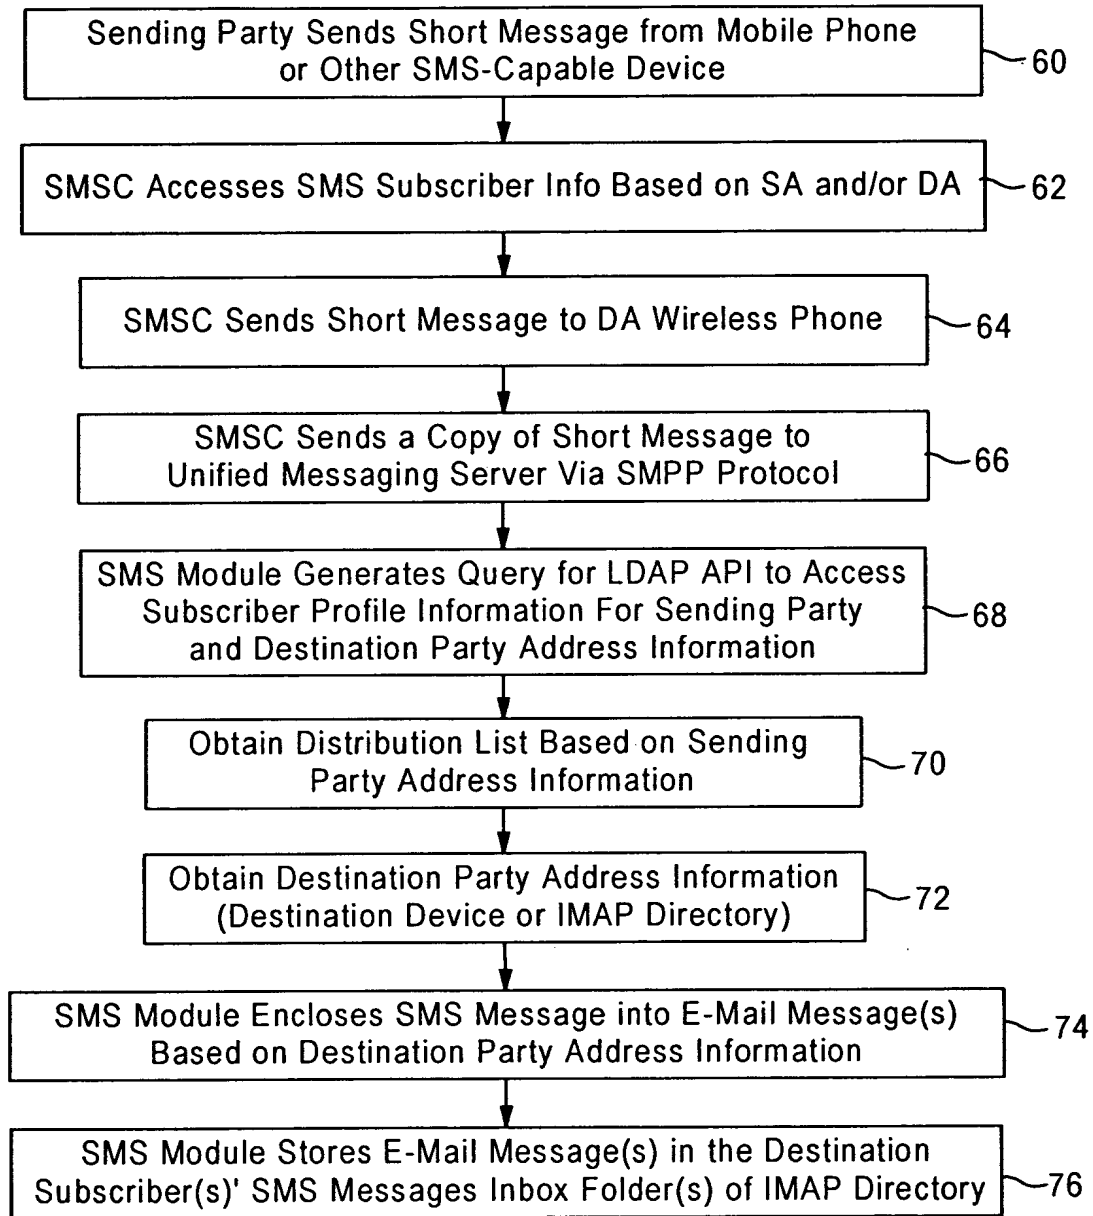 Sending Party Sends Short Message from Mobile Phone
or Other SMS-Capable Device
60
SMSC Accesses SMS Subscriber Info Based on SA and/or DA
62
SMSC Sends Short Message to DA Wireless Phone
64
SMSC Sends a Copy of Short Message to
Unified Messaging Server Via SMPP Protocol
66
SMS Module Generates Query for LDAP API to Access
Subscriber Profile Information For Sending Party
and Destination Party Address Information
68
Obtain Distribution List Based on Sending
Party Address Information
70
Obtain Destination Party Address Information
(Destination Device or IMAP Directory)
72
SMS Module Encloses SMS Message into E-Mail Message(s)
Based on Destination Party Address Information
74
SMS Module Stores E-Mail Message(s) in the Destination
Subscriber(s)' SMS Messages Inbox Folder(s) of IMAP Directory
76